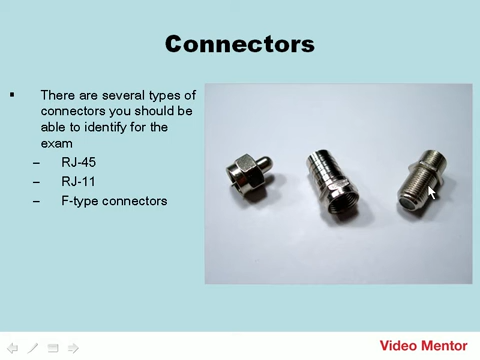 Connectors
There are several types of
connectors you should be
able to identify for the
exam
– RJ-45
– RJ-11
– F-type connectors
Video Mentor